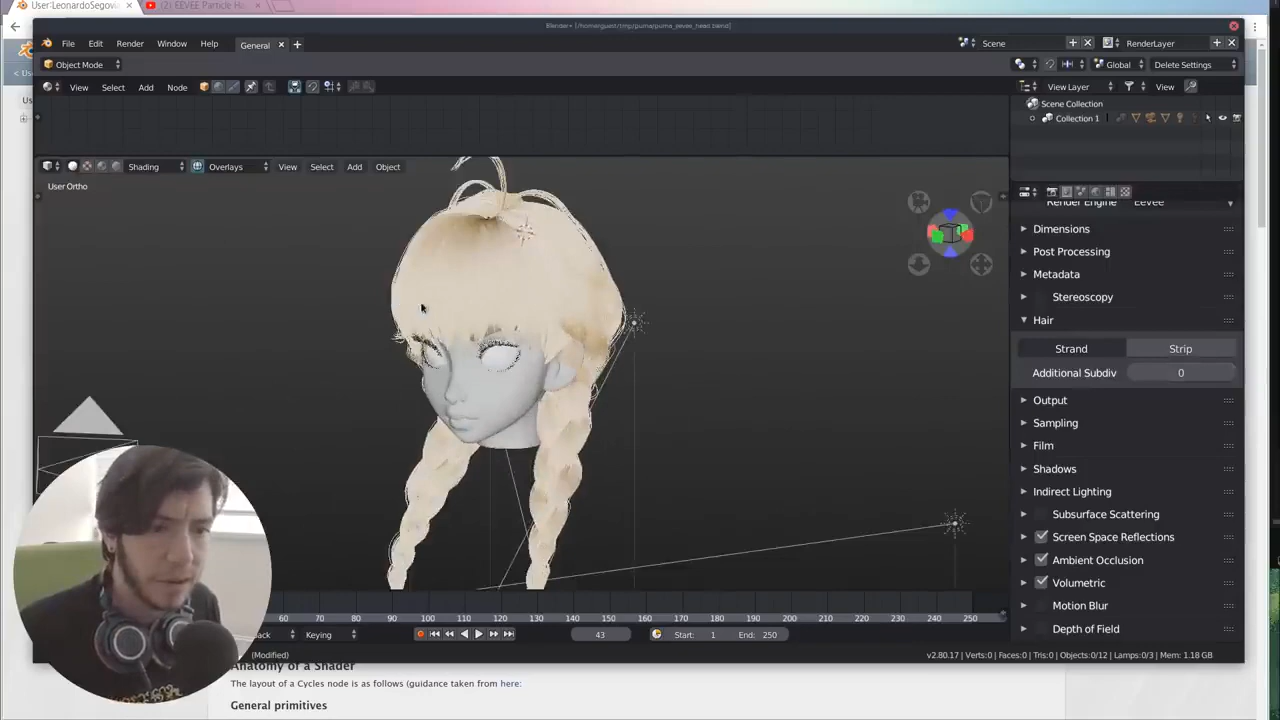 User:LeonardoSegovi
(2) EEVEE Particle Ha
Blender* [/home/guest/tmp/puma/puma_eevee_head.blend]
File Edit Render Window Help General Scene RenderLayer
Object Mode Global Delete Settings
View Select Add Node View Layer View
Scene Collection
Collection 1
Shading Overlays View Select Add Object
User Ortho
Render Engine Eevee
Dimensions
Post Processing
Metadata
Stereoscopy
Hair
Strand Strip
Additional Subdiv 0
Output
Sampling
Film
Shadows
Indirect Lighting
Subsurface Scattering
Screen Space Reflections
Ambient Occlusion
Volumetric
Motion Blur
Depth of Field
60 70 80 90 100 110 120 130 140 150 160 170 180 190 200 210 220 230 240 250
back Keying 43 Start: 1 End: 250
(Modified) v2.80.17 | Verts:0 | Faces:0 | Tris:0 | Objects:0/12 | Lamps:0/3 | Mem: 1.18 GB
Anatomy of a Shader
The layout of a Cycles node is as follows (guidance taken from here:
General primitives